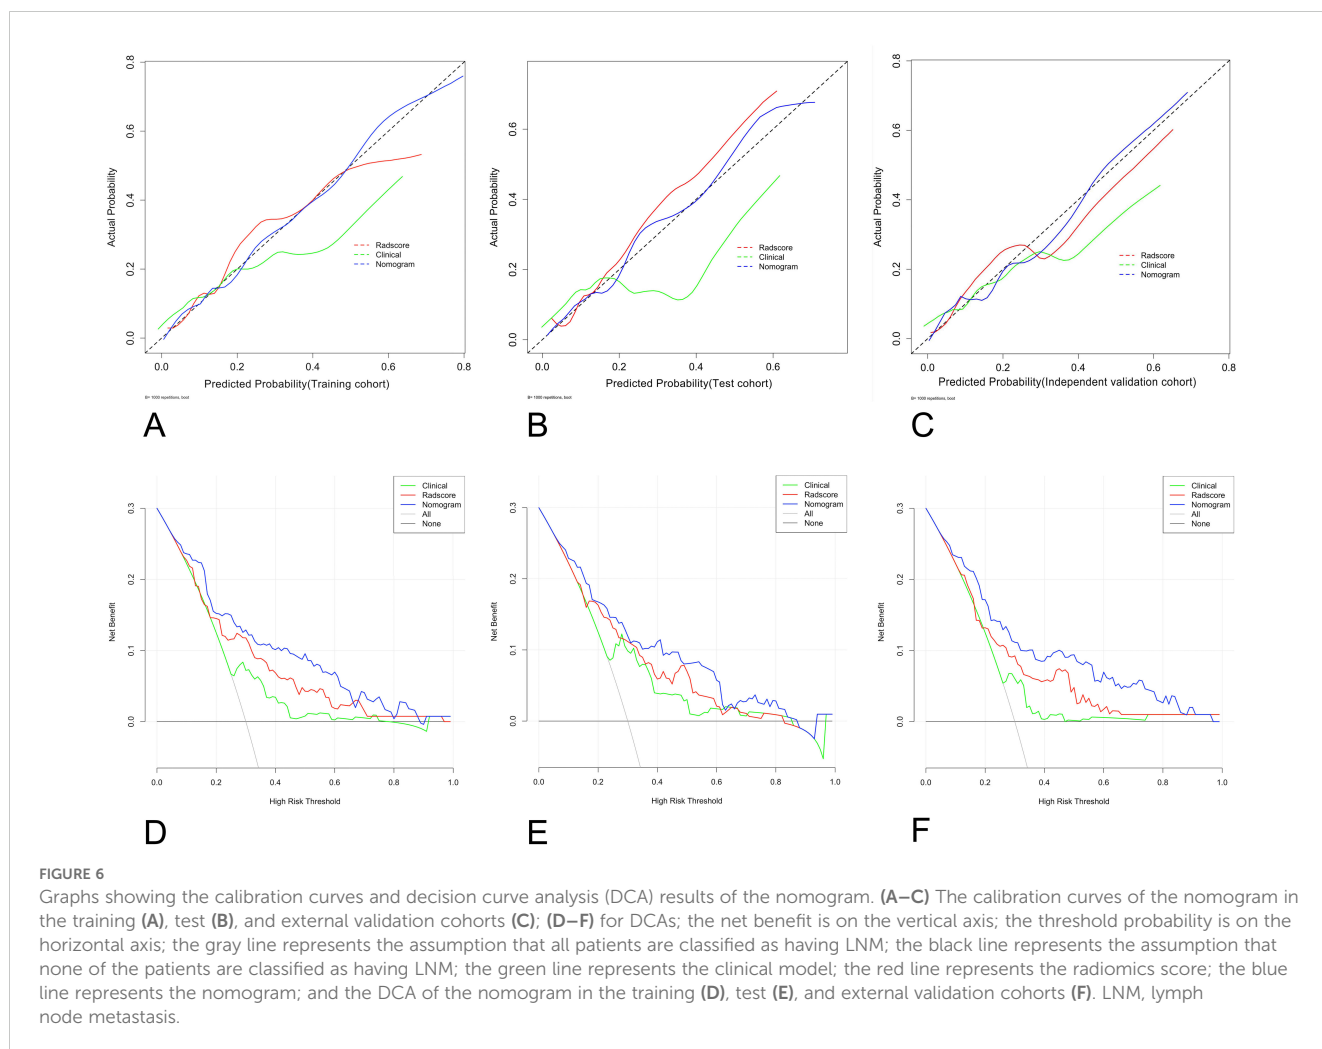 0.8
0.6
0.4
0.2
0.0
Actual Probability
Radscore
Clinical
Nomogram
0.0 0.2 0.4 0.6 0.8
Predicted Probability(Training cohort)
B= 1000 repetitions, boot
A
0.6
0.4
0.2
0.0
Actual Probability
Radscore
Clinical
Nomogram
0.0 0.2 0.4 0.6
Predicted Probability(Test cohort)
B= 1000 repetitions, boot
B
0.8
0.6
0.4
0.2
0.0
Actual Probability
Radscore
Clinical
Nomogram
0.0 0.2 0.4 0.6 0.8
Predicted Probability(Independent validation cohort)
B= 1000 repetitions, boot
C
Clinical
Radscore
Nomogram
All
None
0.3
0.2
0.1
0.0
Net Benefit
0.0 0.2 0.4 0.6 0.8 1.0
High Risk Threshold
D
Clinical
Radscore
Nomogram
All
None
0.3
0.2
0.1
0.0
Net Benefit
0.0 0.2 0.4 0.6 0.8 1.0
High Risk Threshold
E
Clinical
Radscore
Nomogram
All
None
0.3
0.2
0.1
0.0
Net Benefit
0.0 0.2 0.4 0.6 0.8 1.0
High Risk Threshold
F
FIGURE 6
Graphs showing the calibration curves and decision curve analysis (DCA) results of the nomogram. (A–C) The calibration curves of the nomogram in
the training (A), test (B), and external validation cohorts (C); (D–F) for DCAs; the net benefit is on the vertical axis; the threshold probability is on the
horizontal axis; the gray line represents the assumption that all patients are classified as having LNM; the black line represents the assumption that
none of the patients are classified as having LNM; the green line represents the clinical model; the red line represents the radiomics score; the blue
line represents the nomogram; and the DCA of the nomogram in the training (D), test (E), and external validation cohorts (F). LNM, lymph
node metastasis.